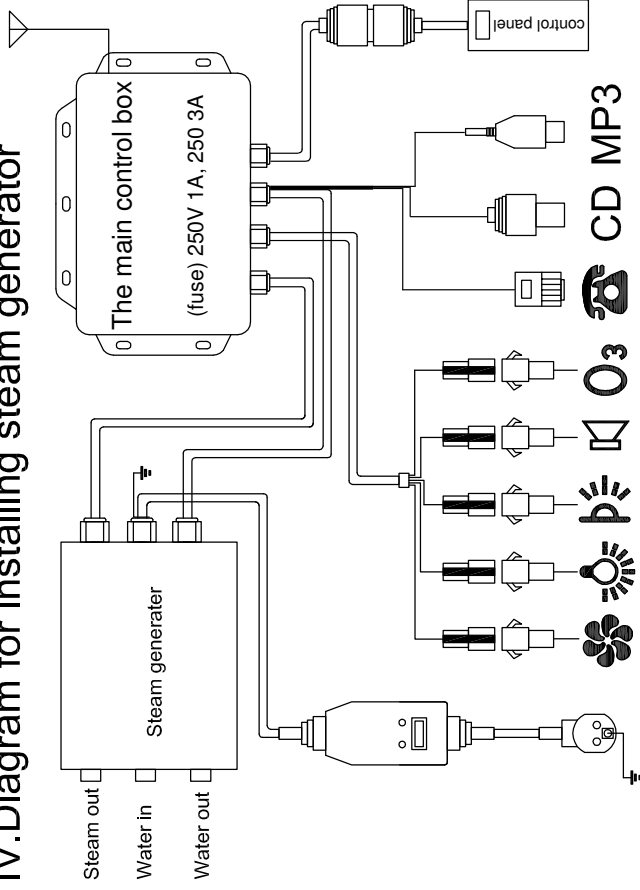 IV.Diagram for installing steam generator
The main control box
(fuse) 250V 1A, 250 3A
control panel
CD MP3
O3
Steam generater
Steam out
Water in
Water out